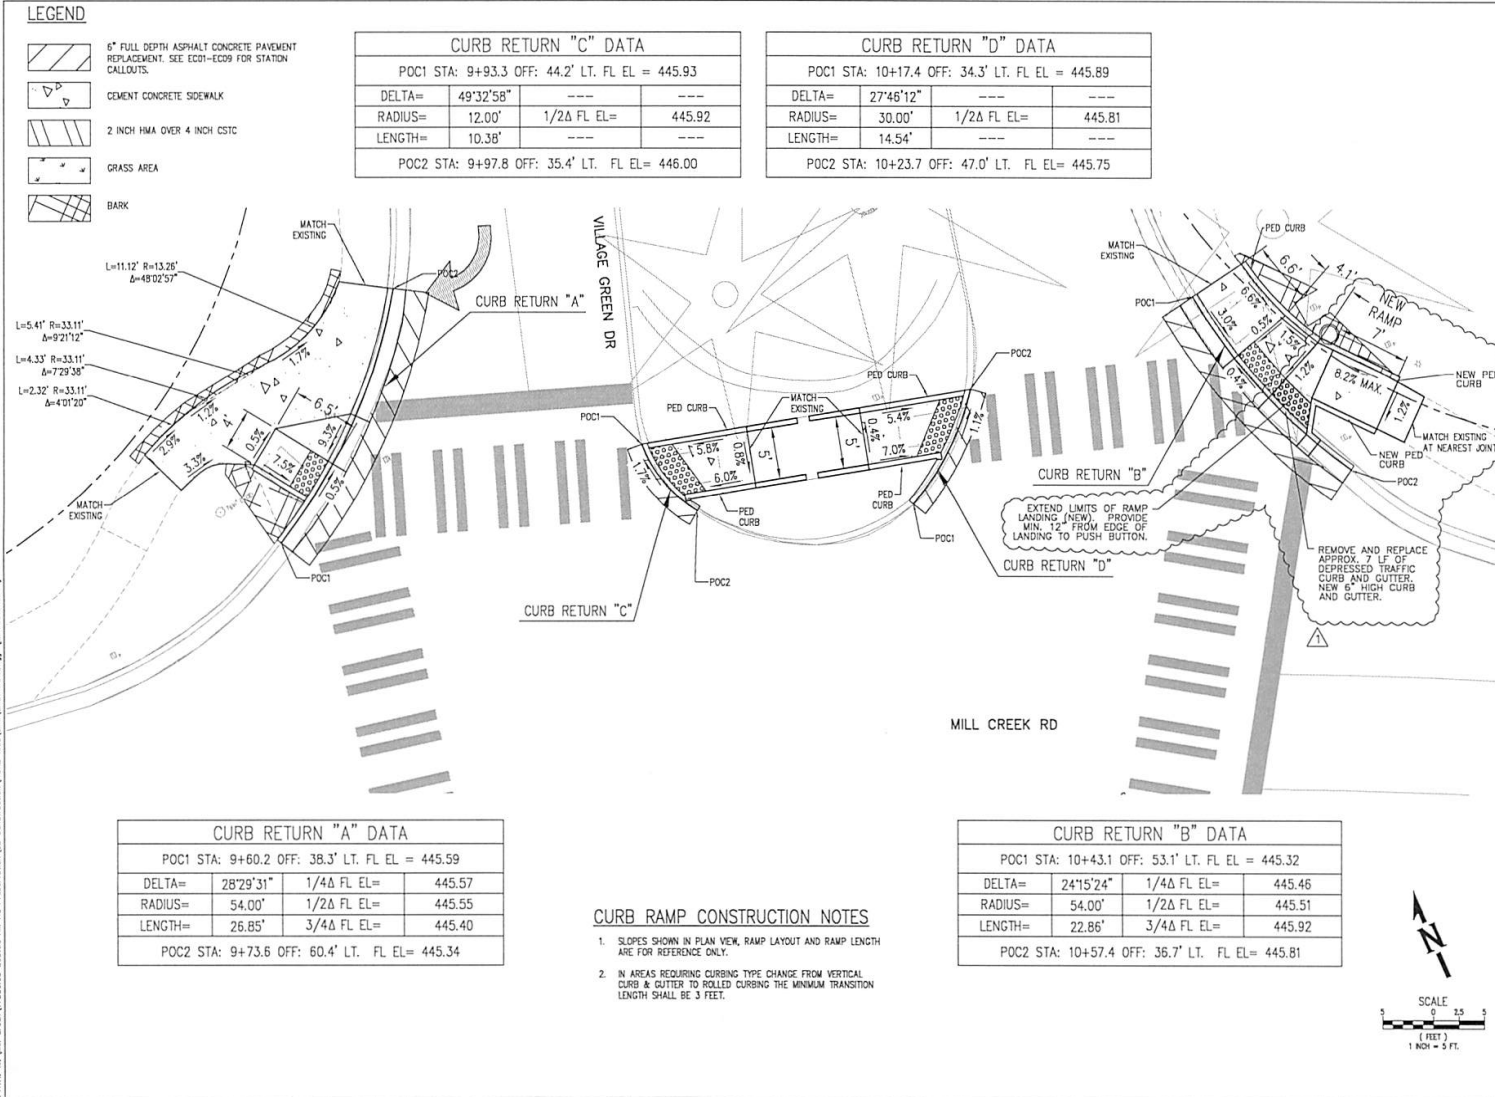 LEGEND
6" FULL DEPTH ASPHALT CONCRETE PAVEMENT
REPLACEMENT. SEE EC01-EC09 FOR STATION
CALLOUTS.
CEMENT CONCRETE SIDEWALK
2 INCH HMA OVER 4 INCH CSTC
GRASS AREA
BARK
CURB RETURN "C" DATA
POC1 STA: 9+93.3 OFF: 44.2' LT. FL EL = 445.93
DELTA= 49°32'58" --- ---
RADIUS= 12.00' 1/2Δ FL EL= 445.92
LENGTH= 10.38' --- ---
POC2 STA: 9+97.8 OFF: 35.4' LT. FL EL= 446.00
CURB RETURN "D" DATA
POC1 STA: 10+17.4 OFF: 34.3' LT. FL EL = 445.89
DELTA= 27°46'12" --- ---
RADIUS= 30.00' 1/2Δ FL EL= 445.81
LENGTH= 14.54' --- ---
POC2 STA: 10+23.7 OFF: 47.0' LT. FL EL= 445.75
MATCH
EXISTING
L=11.12' R=13.26'
Δ=48°02'57"
L=5.41' R=33.11'
Δ=9°21'12"
L=4.33' R=33.11'
Δ=7°29'38"
L=2.32' R=33.11'
Δ=4°01'20"
POC2
CURB RETURN "A"
1.7%
1.2%
2.9%
3.3%
4'
6.5'
0.5%
9.3%
7.5%
0.5%
MATCH
EXISTING
POC1
VILLAGE GREEN DR
POC1
PED CURB
MATCH
EXISTING
PED CURB
POC2
5.8%
0.8%
6.0%
1.7%
5'
5'
0.4%
5.4%
7.0%
1.1%
PED
CURB
PED
CURB
POC2
POC1
CURB RETURN "C"
CURB RETURN "D"
MATCH
EXISTING
PED CURB
POC1
6.6'
4.1'
6.6%
3.0%
0.5%
1.5%
1.2%
0.4%
NEW
RAMP
7'
8.2% MAX.
1.2%
NEW PE
CURB
MATCH EXISTING
AT NEAREST JOINT
NEW PED
CURB
POC2
CURB RETURN "B"
EXTEND LIMITS OF RAMP
LANDING (NEW). PROVIDE
MIN. 12" FROM EDGE OF
LANDING TO PUSH BUTTON.
REMOVE AND REPLACE
APPROX. 7 LF OF
DEPRESSED TRAFFIC
CURB AND GUTTER.
NEW 6" HIGH CURB
AND GUTTER.
1
MILL CREEK RD
CURB RETURN "A" DATA
POC1 STA: 9+60.2 OFF: 38.3' LT. FL EL = 445.59
DELTA= 28°29'31" 1/4Δ FL EL= 445.57
RADIUS= 54.00' 1/2Δ FL EL= 445.55
LENGTH= 26.85' 3/4Δ FL EL= 445.40
POC2 STA: 9+73.6 OFF: 60.4' LT. FL EL= 445.34
CURB RAMP CONSTRUCTION NOTES
1. SLOPES SHOWN IN PLAN VIEW, RAMP LAYOUT AND RAMP LENGTH
ARE FOR REFERENCE ONLY.
2. IN AREAS REQUIRING CURBING TYPE CHANGE FROM VERTICAL
CURB & GUTTER TO ROLLED CURBING THE MINIMUM TRANSITION
LENGTH SHALL BE 3 FEET.
CURB RETURN "B" DATA
POC1 STA: 10+43.1 OFF: 53.1' LT. FL EL = 445.32
DELTA= 24°15'24" 1/4Δ FL EL= 445.46
RADIUS= 54.00' 1/2Δ FL EL= 445.51
LENGTH= 22.86' 3/4Δ FL EL= 445.92
POC2 STA: 10+57.4 OFF: 36.7' LT. FL EL= 445.81
N
SCALE
5 0 2.5 5
( FEET )
1 INCH = 5 FT.